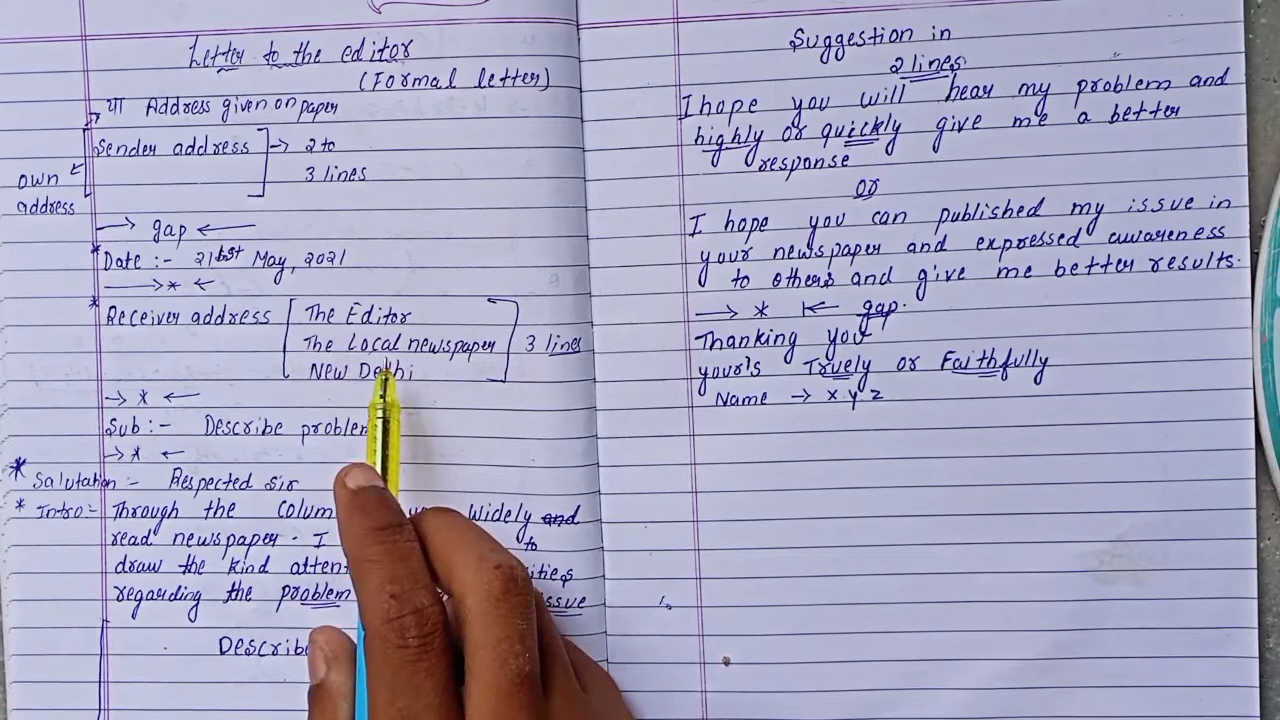 Letter to the editor
(Formal letter)
या Address given on paper
Sender address → 2 to
3 lines
own
address
→ gap ←
* Date :- 21st May, 2021
→ * ←
* Receiver address [ The Editor
The Local newspaper ] 3 lines
New Delhi
→ * ←
Sub :- Describe problem
→ * ←
* Salutation :- Respected Sir
* Intro :- Through the widely and
read newspaper. I to
draw the kind
regarding the problem issue
Suggestion in
2 lines
I hope you will hear my problem and
highly or quickly give me a better
response
or
I hope you can published my issue in
your newspaper and expressed awareness
to others and give me better results.
→ * ← gap.
Thanking you
your's Truely or Faithfully
Name → x y z